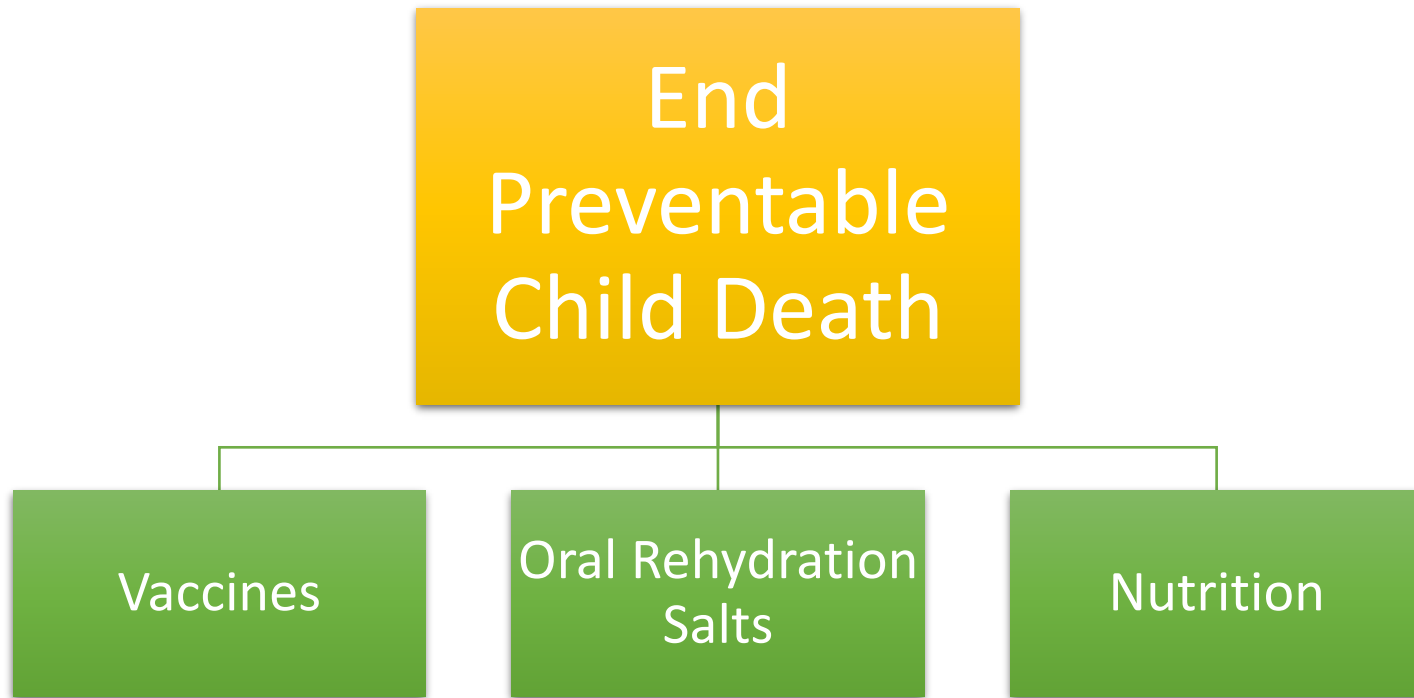 End
Preventable
Child Death
Vaccines
Oral Rehydration
Salts
Nutrition